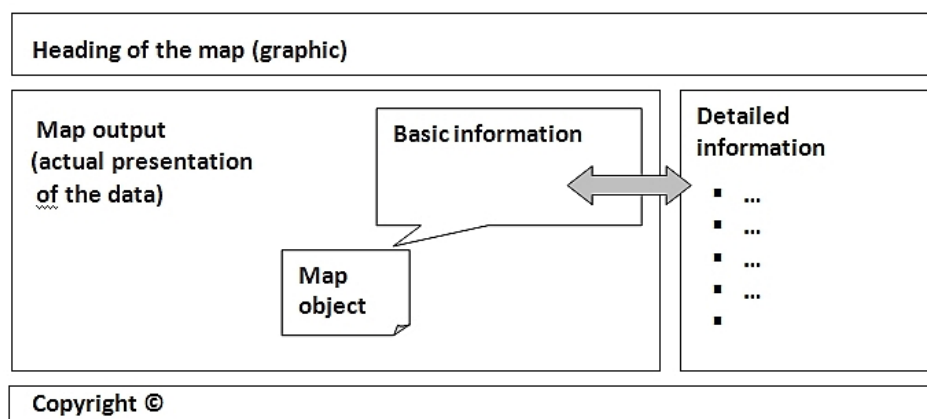 Heading of the map (graphic)
Map output
(actual presentation
of the data)
Basic information
Map
object
Detailed
information
▪ ...
▪ ...
▪ ...
▪ ...
▪
Copyright ©